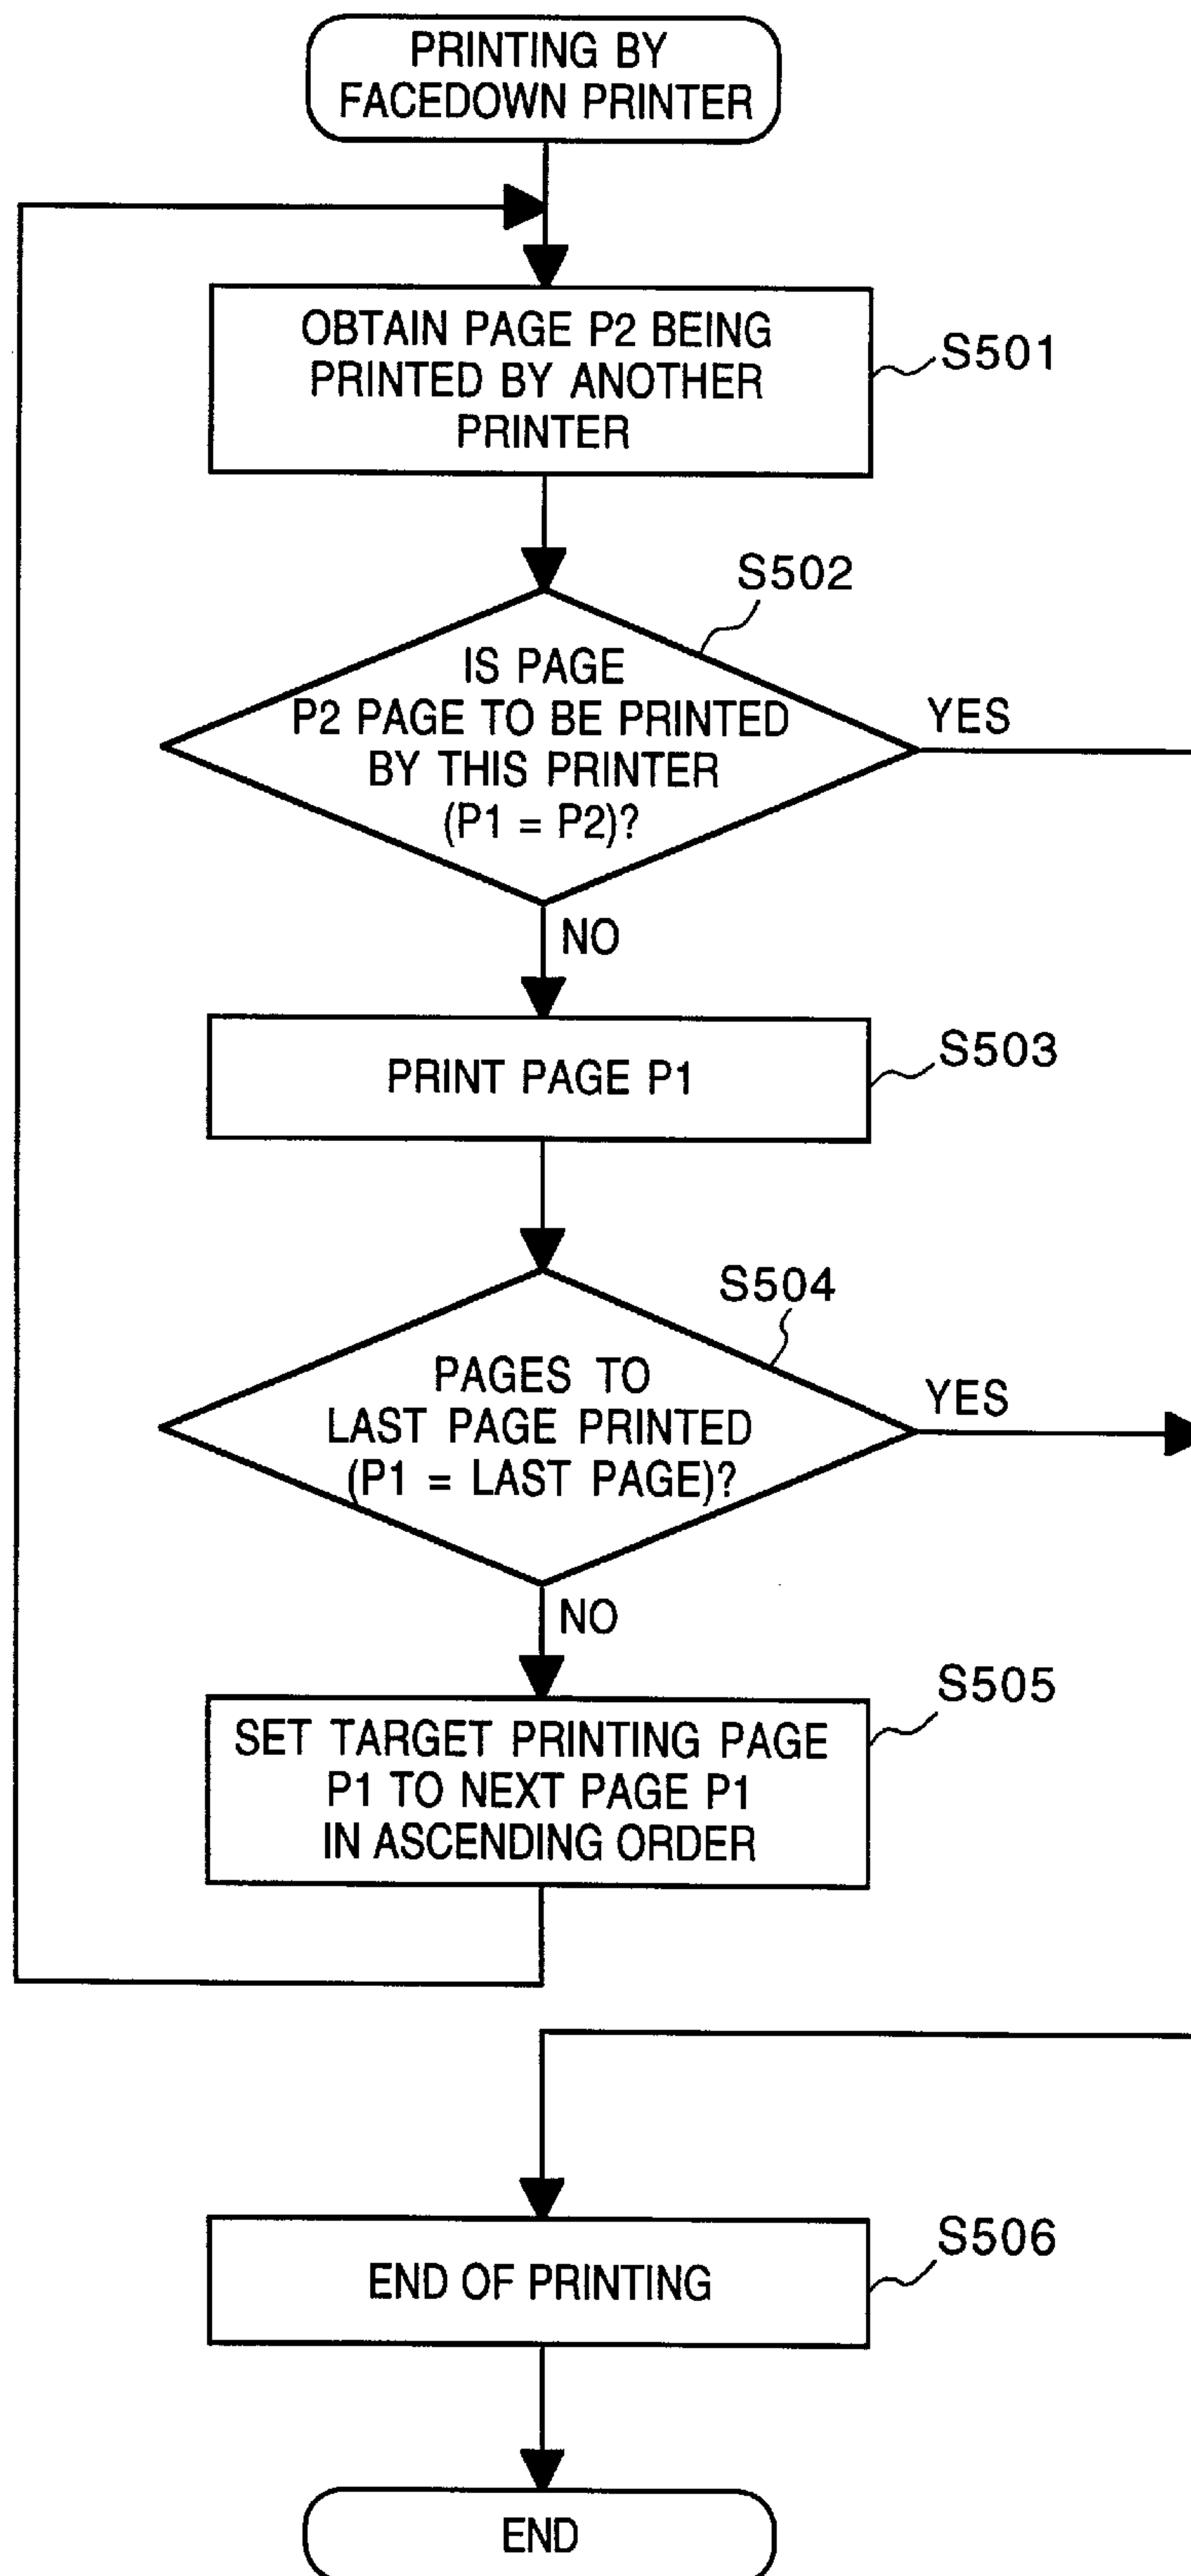 PRINTING BY
FACEDOWN PRINTER
OBTAIN PAGE P2 BEING
PRINTED BY ANOTHER
PRINTER
S501
S502
IS PAGE
P2 PAGE TO BE PRINTED
BY THIS PRINTER
(P1 = P2)?
YES
NO
PRINT PAGE P1
S503
S504
PAGES TO
LAST PAGE PRINTED
(P1 = LAST PAGE)?
YES
NO
S505
SET TARGET PRINTING PAGE
P1 TO NEXT PAGE P1
IN ASCENDING ORDER
S506
END OF PRINTING
END